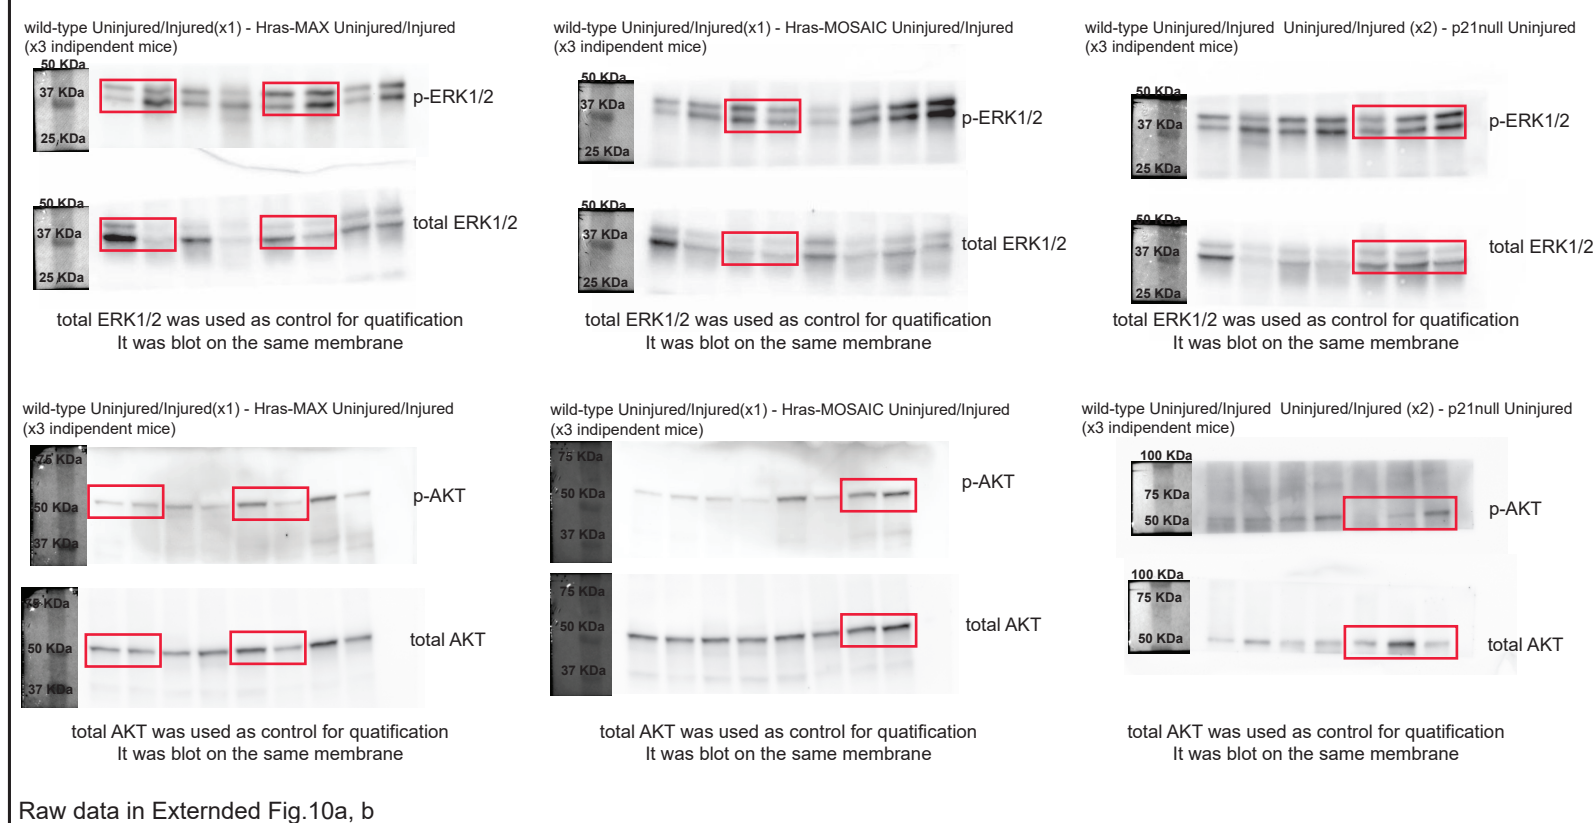 wild-type Uninjured/Injured(x1) - Hras-MAX Uninjured/Injured
(x3 indipendent mice)
50 KDa
37 KDa
25 KDa
p-ERK1/2
50 KDa
37 KDa
25 KDa
total ERK1/2
total ERK1/2 was used as control for quatification
It was blot on the same membrane
wild-type Uninjured/Injured(x1) - Hras-MOSAIC Uninjured/Injured
(x3 indipendent mice)
50 KDa
37 KDa
25 KDa
p-ERK1/2
50 KDa
37 KDa
25 KDa
total ERK1/2
total ERK1/2 was used as control for quatification
It was blot on the same membrane
wild-type Uninjured/Injured Uninjured/Injured (x2) - p21null Uninjured
(x3 indipendent mice)
50 KDa
37 KDa
25 KDa
p-ERK1/2
50 KDa
37 KDa
25 KDa
total ERK1/2
total ERK1/2 was used as control for quatification
It was blot on the same membrane
wild-type Uninjured/Injured(x1) - Hras-MAX Uninjured/Injured
(x3 indipendent mice)
75 KDa
50 KDa
37 KDa
p-AKT
75 KDa
50 KDa
37 KDa
total AKT
total AKT was used as control for quatification
It was blot on the same membrane
wild-type Uninjured/Injured(x1) - Hras-MOSAIC Uninjured/Injured
(x3 indipendent mice)
75 KDa
50 KDa
37 KDa
p-AKT
75 KDa
50 KDa
37 KDa
total AKT
total AKT was used as control for quatification
It was blot on the same membrane
wild-type Uninjured/Injured Uninjured/Injured (x2) - p21null Uninjured
(x3 indipendent mice)
100 KDa
75 KDa
50 KDa
p-AKT
100 KDa
75 KDa
50 KDa
total AKT
total AKT was used as control for quatification
It was blot on the same membrane
Raw data in Externded Fig.10a, b